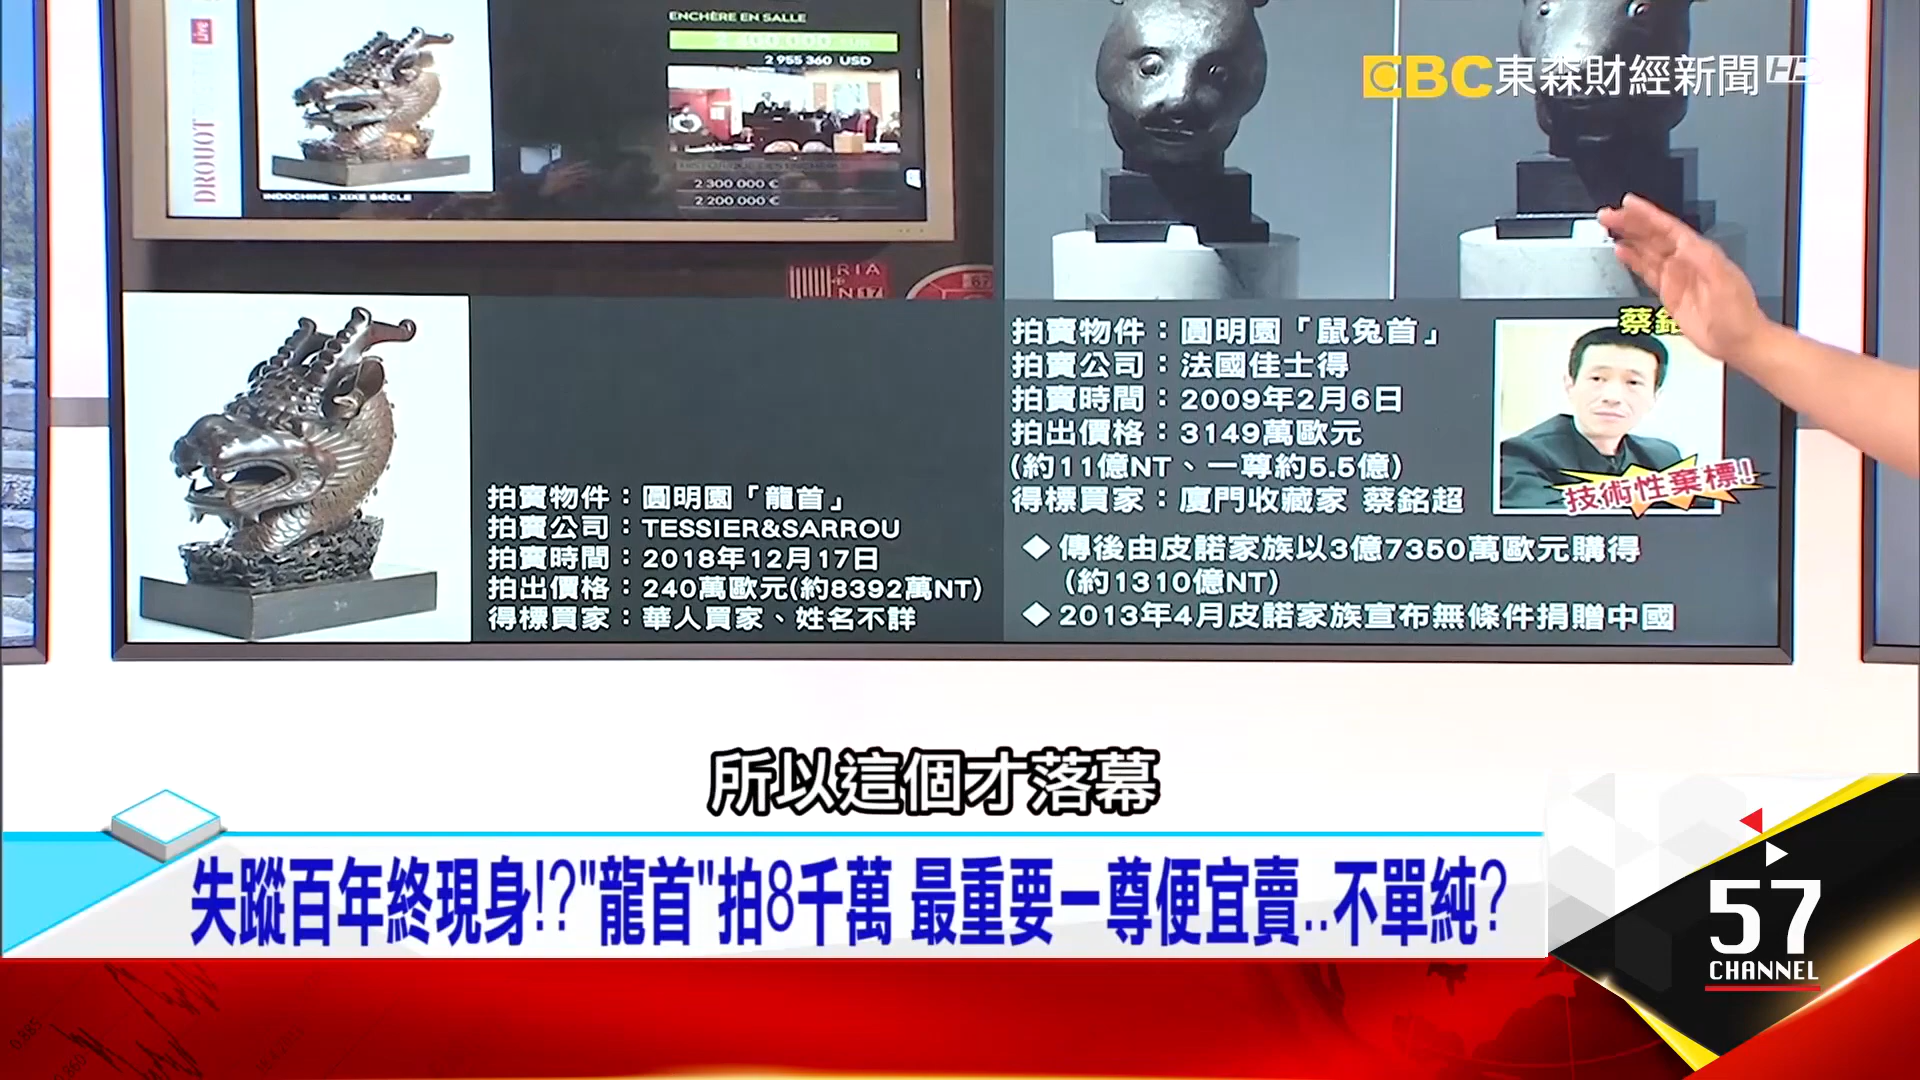 ENCHÈRE EN SALLE
2 955 360 USD
Live
DROUOT
2 300 000 €
2 200 000 €
INDOCHINE - XIXE SIÈCLE
EBC 東森財經新聞 HD
RIA
拍賣物件：圓明園「龍首」
拍賣公司：TESSIER&SARROU
拍賣時間：2018年12月17日
拍出價格：240萬歐元(約8392萬NT)
得標買家：華人買家、姓名不詳
拍賣物件：圓明園「鼠兔首」
拍賣公司：法國佳士得
拍賣時間：2009年2月6日
拍出價格：3149萬歐元
(約11億NT、一尊約5.5億)
得標買家：廈門收藏家 蔡銘超
蔡銘
技術性棄標!
◆傳後由皮諾家族以3億7350萬歐元購得
(約1310億NT)
◆2013年4月皮諾家族宣布無條件捐贈中國
所以這個才落幕
失蹤百年終現身!?"龍首"拍8千萬 最重要一尊便宜賣..不單純?
57
CHANNEL